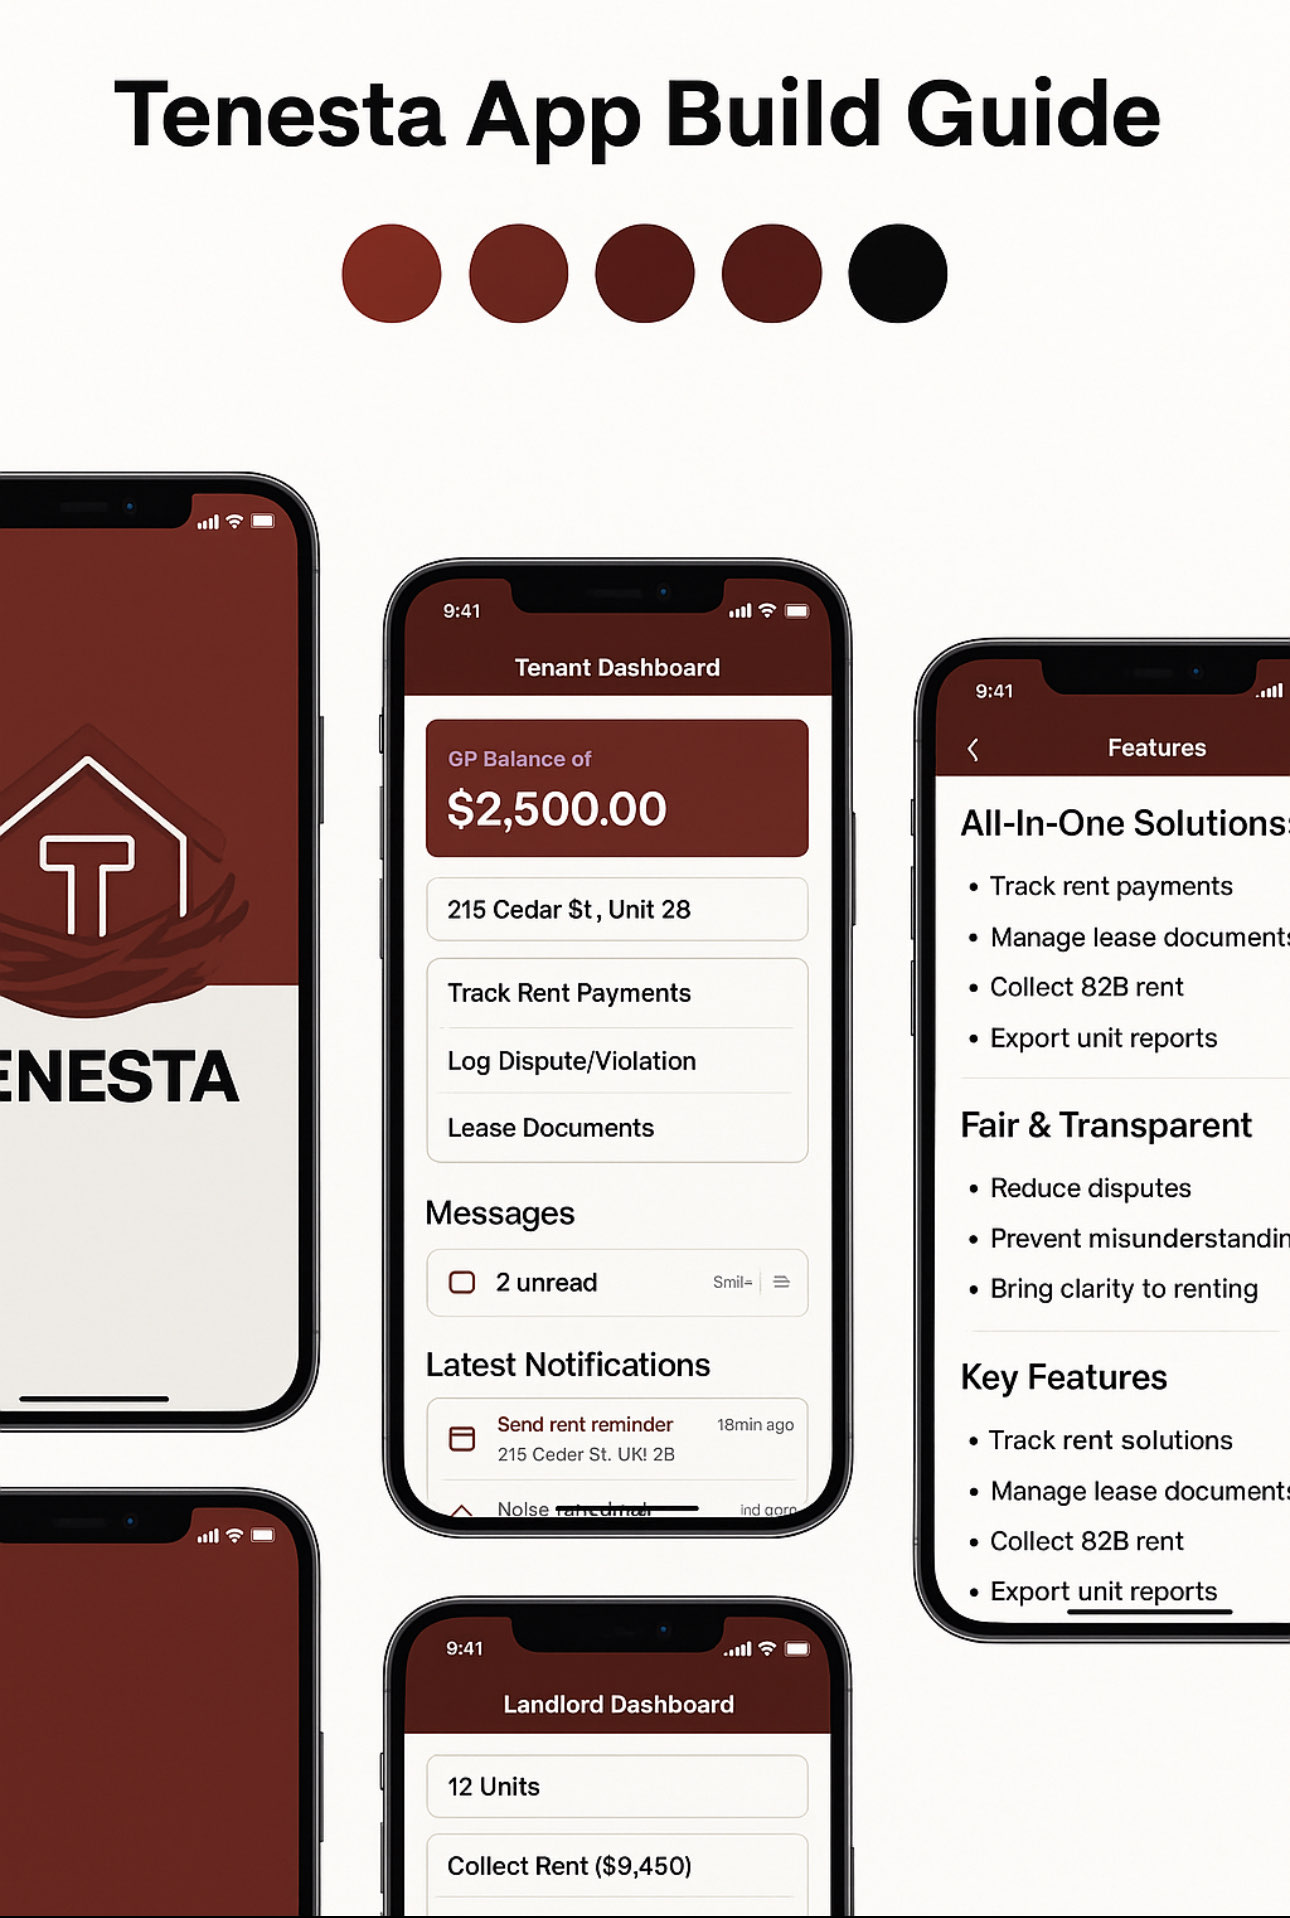 Tenesta App Build Guide
ENESTA
9:41
Tenant Dashboard
GP Balance of
$2,500.00
215 Cedar $t, Unit 28
Track Rent Payments
Log Dispute/Violation
Lease Documents
Messages
2 unread
Smil=
Latest Notifications
Send rent reminder
18min ago
215 Ceder St. UK! 2B
Nolse
9:41
Features
All-In-One Solutions:
• Track rent payments
• Manage lease documents
• Collect 82B rent
• Export unit reports
Fair & Transparent
• Reduce disputes
• Prevent misunderstandin
• Bring clarity to renting
Key Features
• Track rent solutions
• Manage lease documents
• Collect 82B rent
• Export unit reports
9:41
Landlord Dashboard
12 Units
Collect Rent ($9,450)